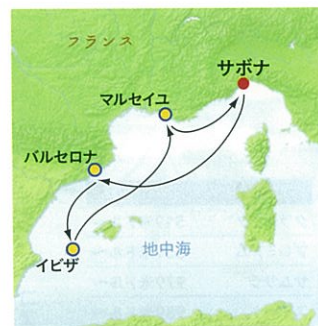 フランス
サボナ
マルセイユ
バルセロナ
イビザ
地中海